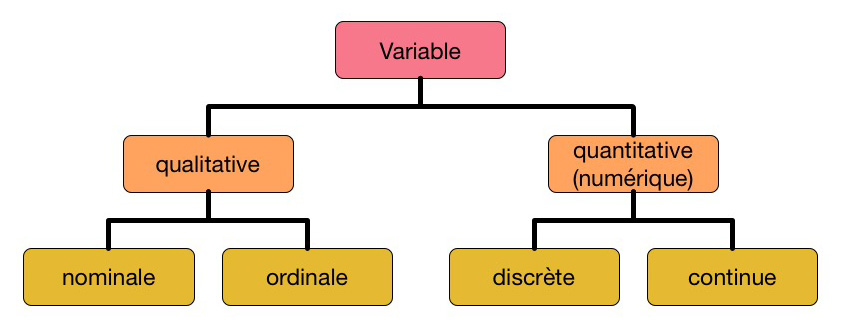 Variable
qualitative
quantitative
(numérique)
nominale
ordinale
discrète
continue